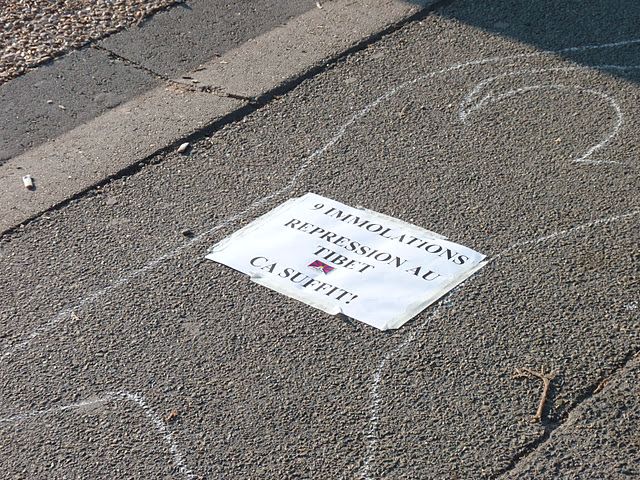 9 IMMOLATIONS
REPRESSION AU
TIBET
CA SUFFIT!